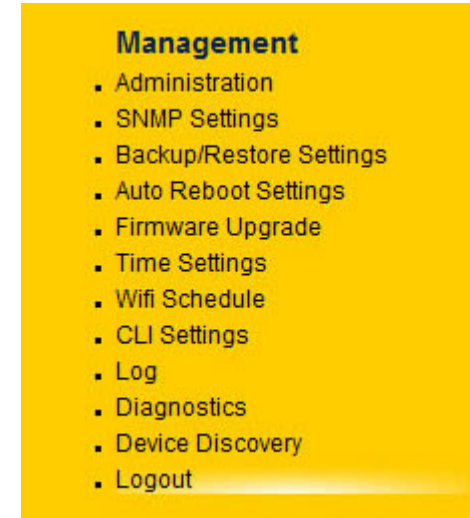 Management
Administration
SNMP Settings
Backup/Restore Settings
Auto Reboot Settings
Firmware Upgrade
Time Settings
Wifi Schedule
CLI Settings
Log
Diagnostics
Device Discovery
Logout